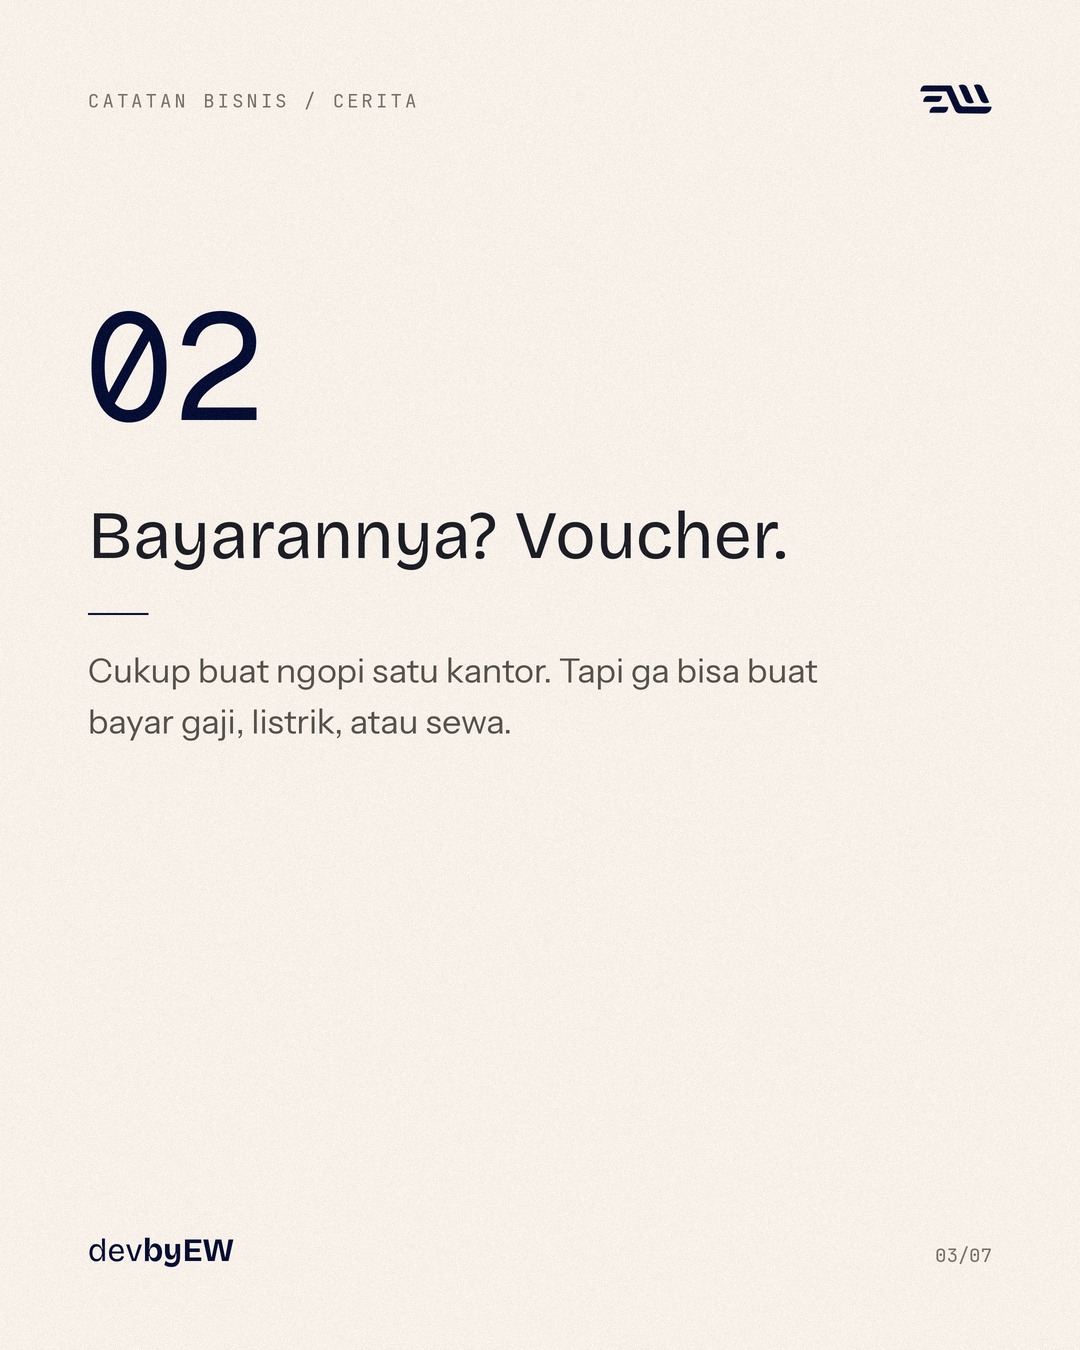 CATATAN BISNIS / CERITA
EW
02
Bayarannya? Voucher.
Cukup buat ngopi satu kantor. Tapi ga bisa buat
bayar gaji, listrik, atau sewa.
devbyEW
03/07